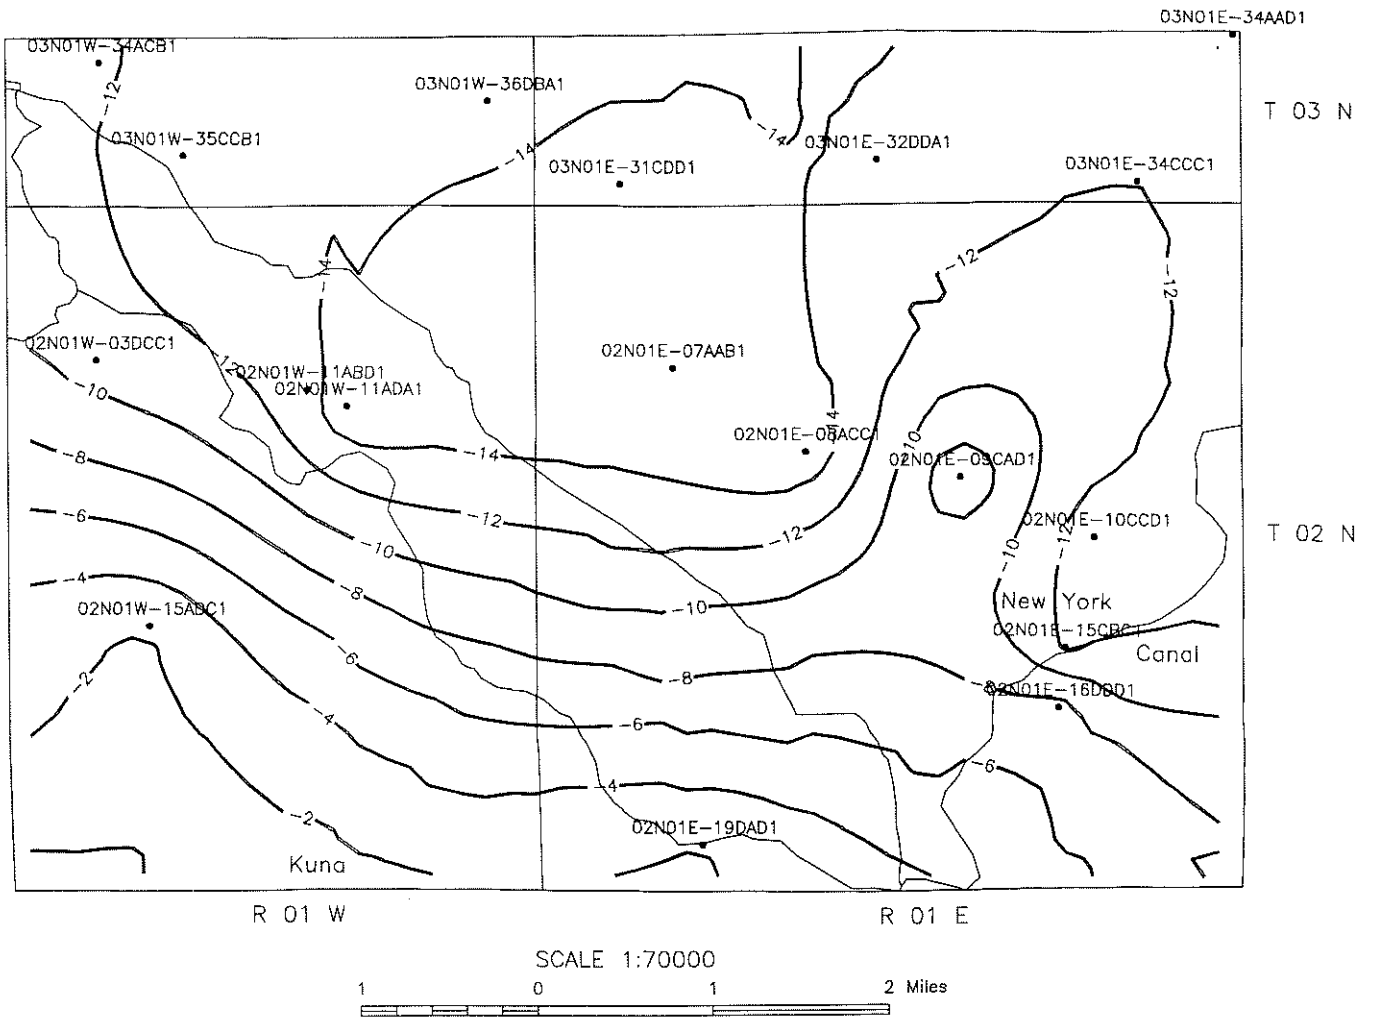 03N01E-34AAD1
03N01W-34ACB1
03N01W-36DBA1
T 03 N
-12
03N01W-35CCB1
-14
-14
03N01E-32DDA1
03N01E-31CDD1
03N01E-34CCC1
-14
-12
-12
02N01W-03DCC1
02N01E-07AAB1
-12
02N01W-11ABD1
02N01W-11ADA1
-10
-14
02N01E-08ACC1
-10
-8
-14
02N01E-09CAD1
-6
-12
-12
02N01E-10CCD1
T 02 N
-12
-10
-10
-4
-8
-10
New York
02N01W-15ADC1
02N01E-15CBC1
-6
Canal
-2
-8
-8
02N01E-16DDD1
-4
-6
-6
-4
-2
02N01E-19DAD1
Kuna
R 01 W
R 01 E
SCALE 1:70000
1 0 1 2 Miles